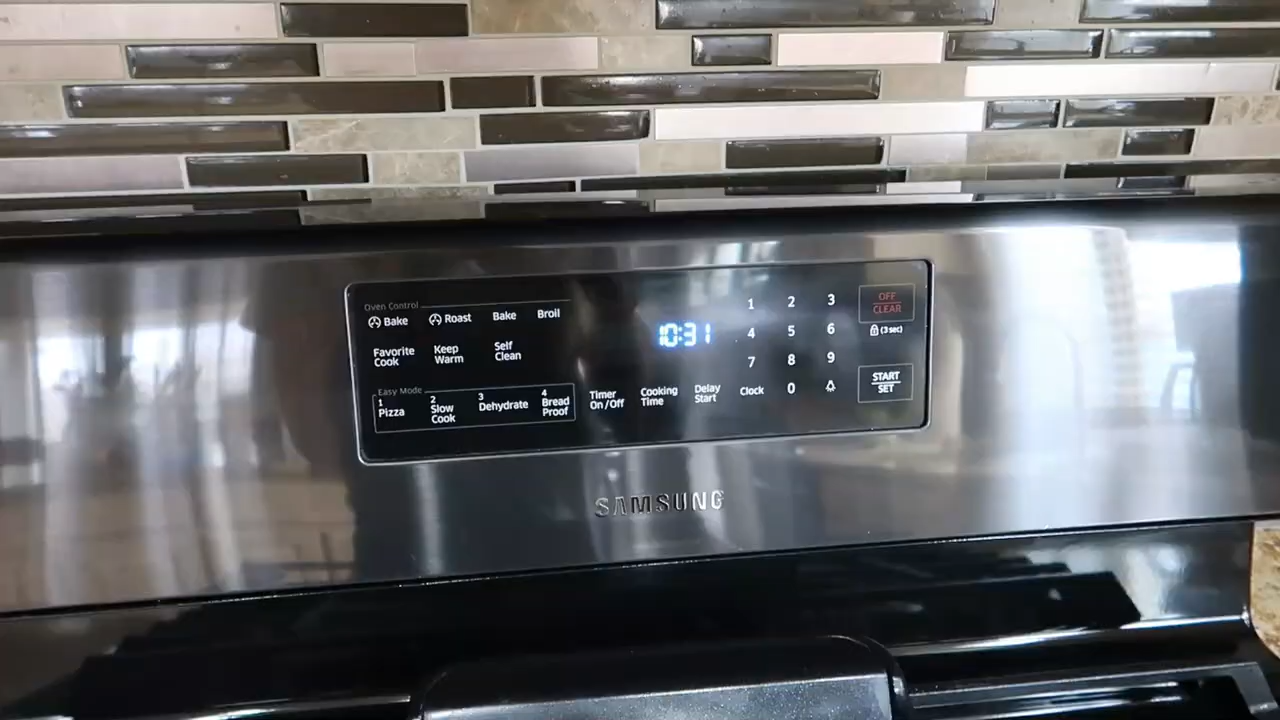 Oven Control
Bake
Roast
Bake
Broil
Favorite
Cook
Keep
Warm
Self
Clean
Easy Mode
1
Pizza
2
Slow
Cook
3
Dehydrate
4
Bread
Proof
Timer
On/Off
Cooking
Time
Delay
Start
Clock
10:31
1 2 3
4 5 6
7 8 9
0
OFF
CLEAR
(3 sec)
START
SET
SAMSUNG